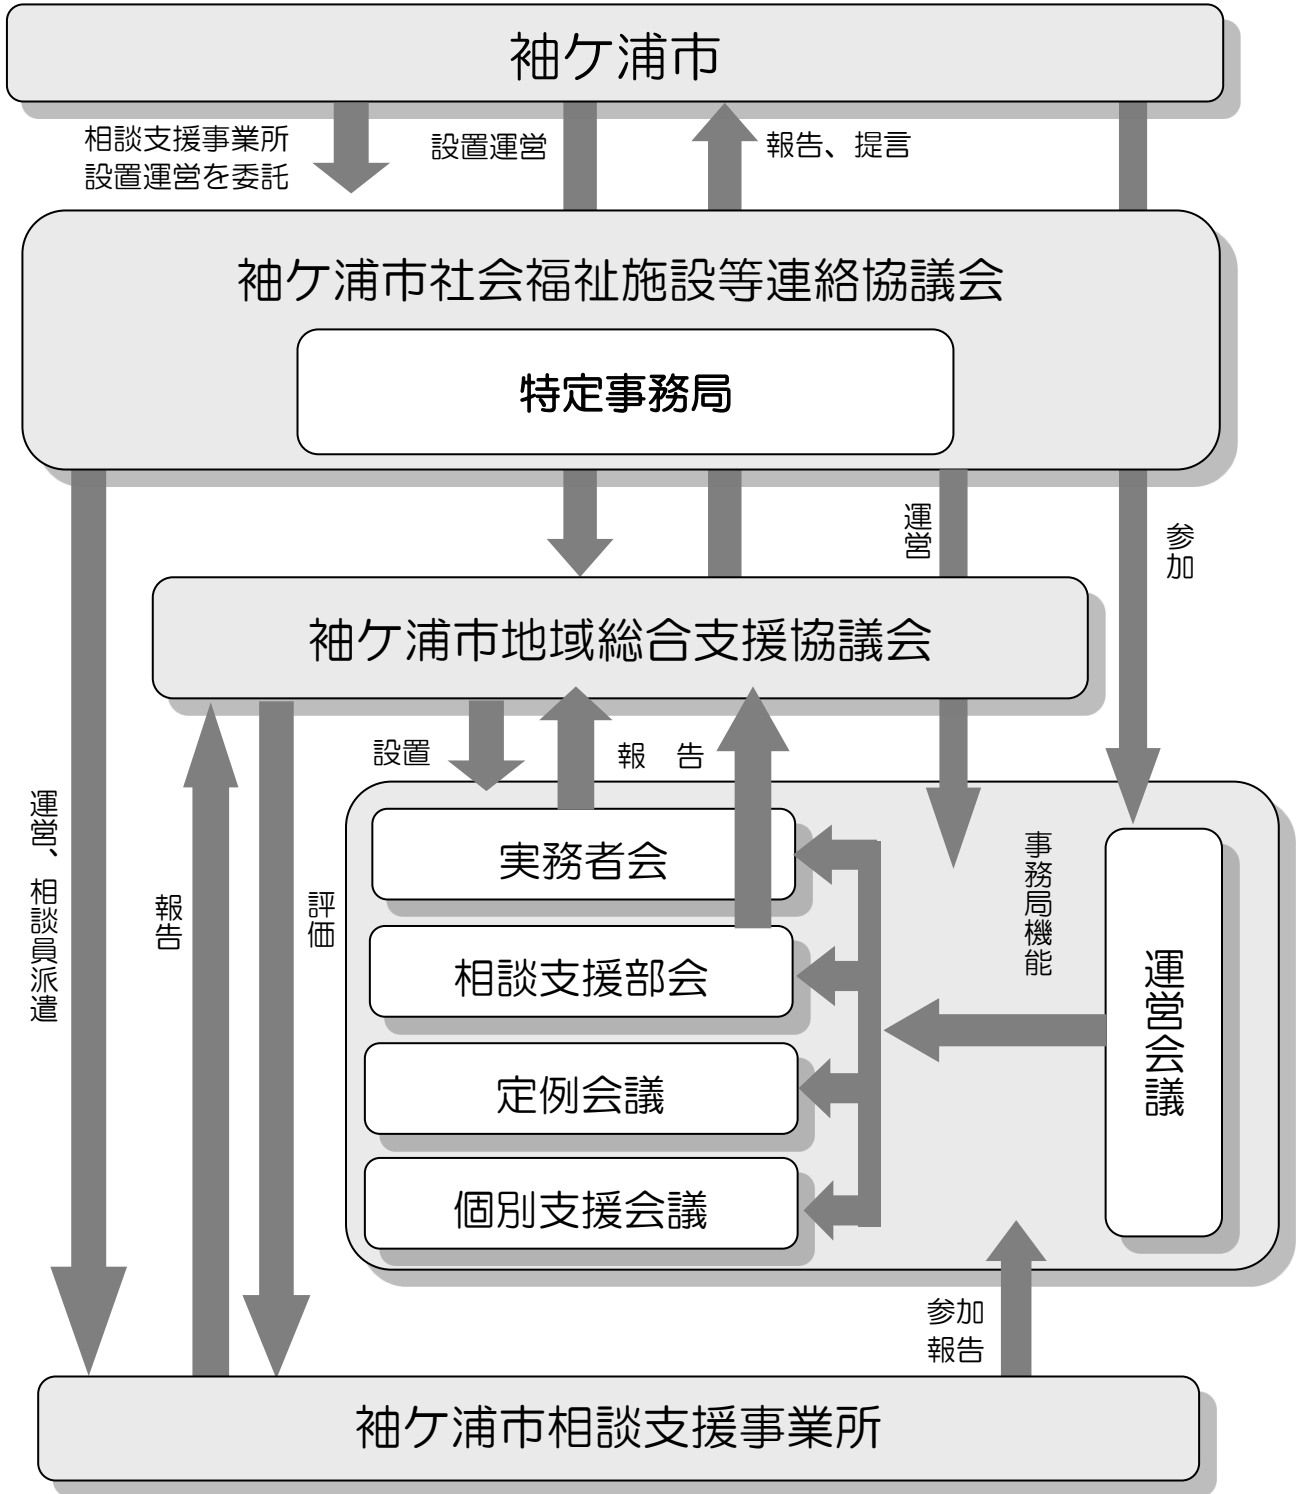 袖ケ浦市
相談支援事業所
設置運営を委託
設置運営
報告、提言
袖ケ浦市社会福祉施設等連絡協議会
特定事務局
運営
参加
袖ケ浦市地域総合支援協議会
設置
報　告
運営、相談員派遣
報告
評価
実務者会
相談支援部会
定例会議
個別支援会議
事務局機能
運営会議
参加
報告
袖ケ浦市相談支援事業所